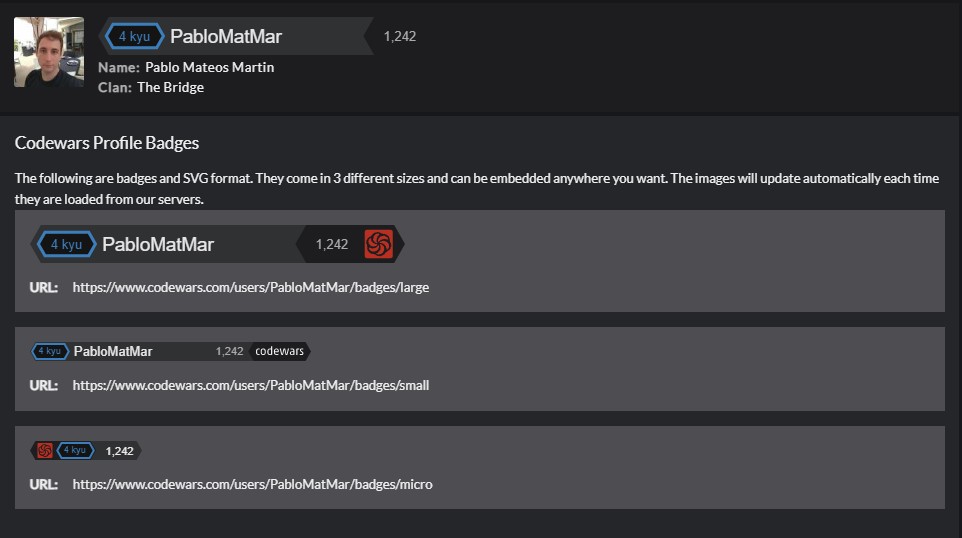 4 kyu PabloMatMar 1,242
Name: Pablo Mateos Martin
Clan: The Bridge
Codewars Profile Badges
The following are badges and SVG format. They come in 3 different sizes and can be embedded anywhere you want. The images will update automatically each time
they are loaded from our servers.
4 kyu PabloMatMar 1,242
URL: https://www.codewars.com/users/PabloMatMar/badges/large
4 kyu PabloMatMar 1,242 codewars
URL: https://www.codewars.com/users/PabloMatMar/badges/small
4 kyu 1,242
URL: https://www.codewars.com/users/PabloMatMar/badges/micro